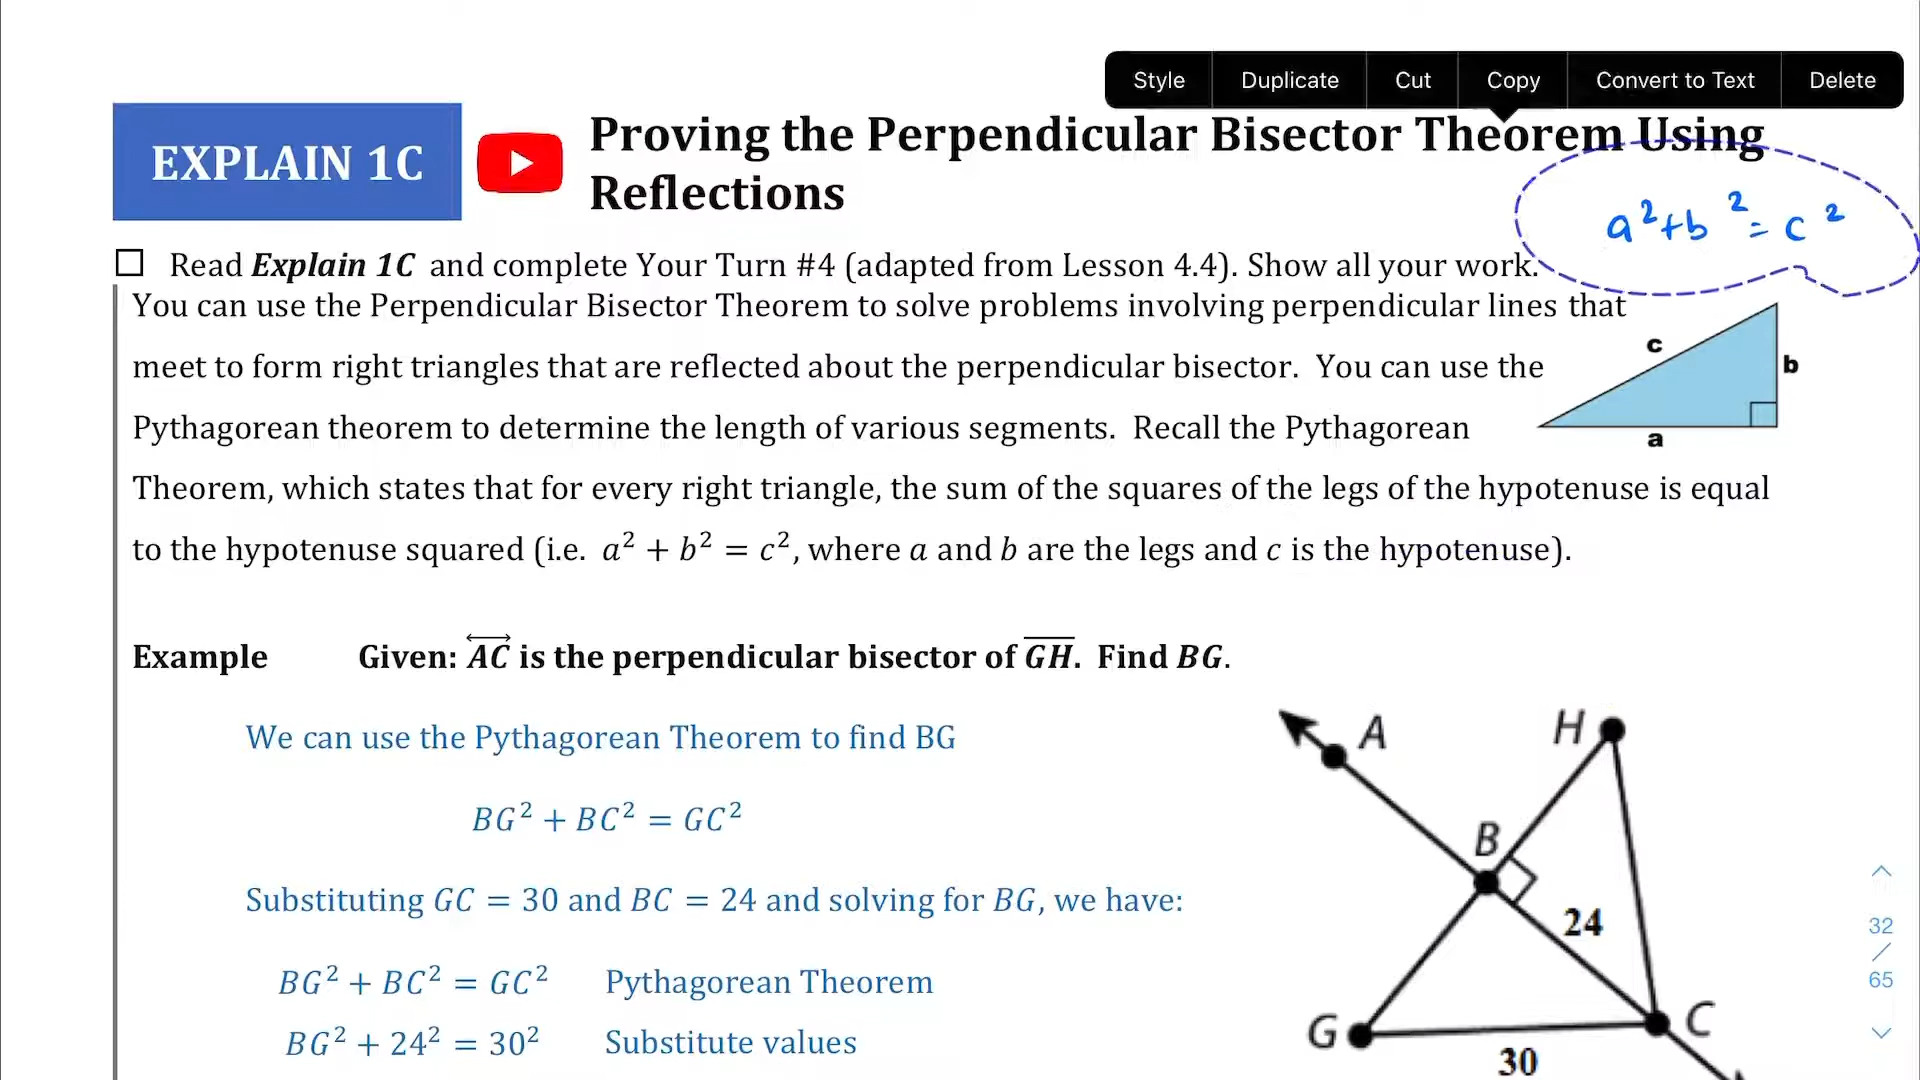 Style Duplicate Cut Copy Convert to Text Delete
EXPLAIN 1C
Proving the Perpendicular Bisector Theorem Using
Reflections
a²+b²=c²
☐ Read Explain 1C and complete Your Turn #4 (adapted from Lesson 4.4). Show all your work.
You can use the Perpendicular Bisector Theorem to solve problems involving perpendicular lines that
meet to form right triangles that are reflected about the perpendicular bisector. You can use the
Pythagorean theorem to determine the length of various segments. Recall the Pythagorean
Theorem, which states that for every right triangle, the sum of the squares of the legs of the hypotenuse is equal
to the hypotenuse squared (i.e. a² + b² = c², where a and b are the legs and c is the hypotenuse).
c
b
a
Example Given: AC is the perpendicular bisector of GH. Find BG.
We can use the Pythagorean Theorem to find BG
BG² + BC² = GC²
Substituting GC = 30 and BC = 24 and solving for BG, we have:
BG² + BC² = GC² Pythagorean Theorem
BG² + 24² = 30² Substitute values
A
H
B
24
G
C
30
32
/
65